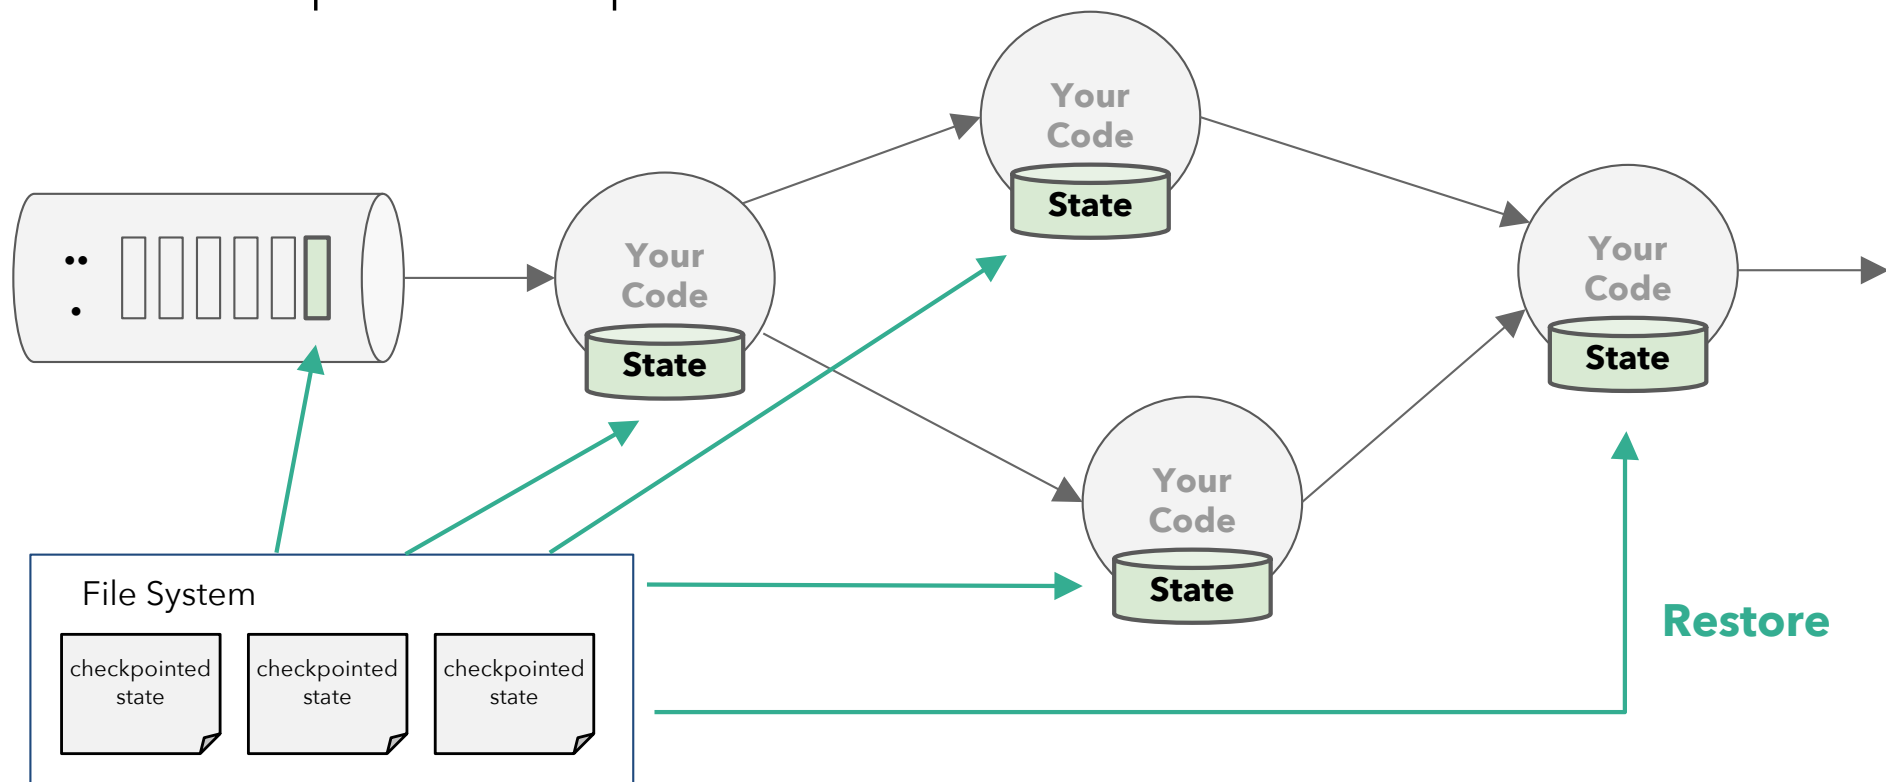 Your
Code
State
Your
Code
State
Your
Code
State
Your
Code
State
File System
checkpointed
state
checkpointed
state
checkpointed
state
Restore